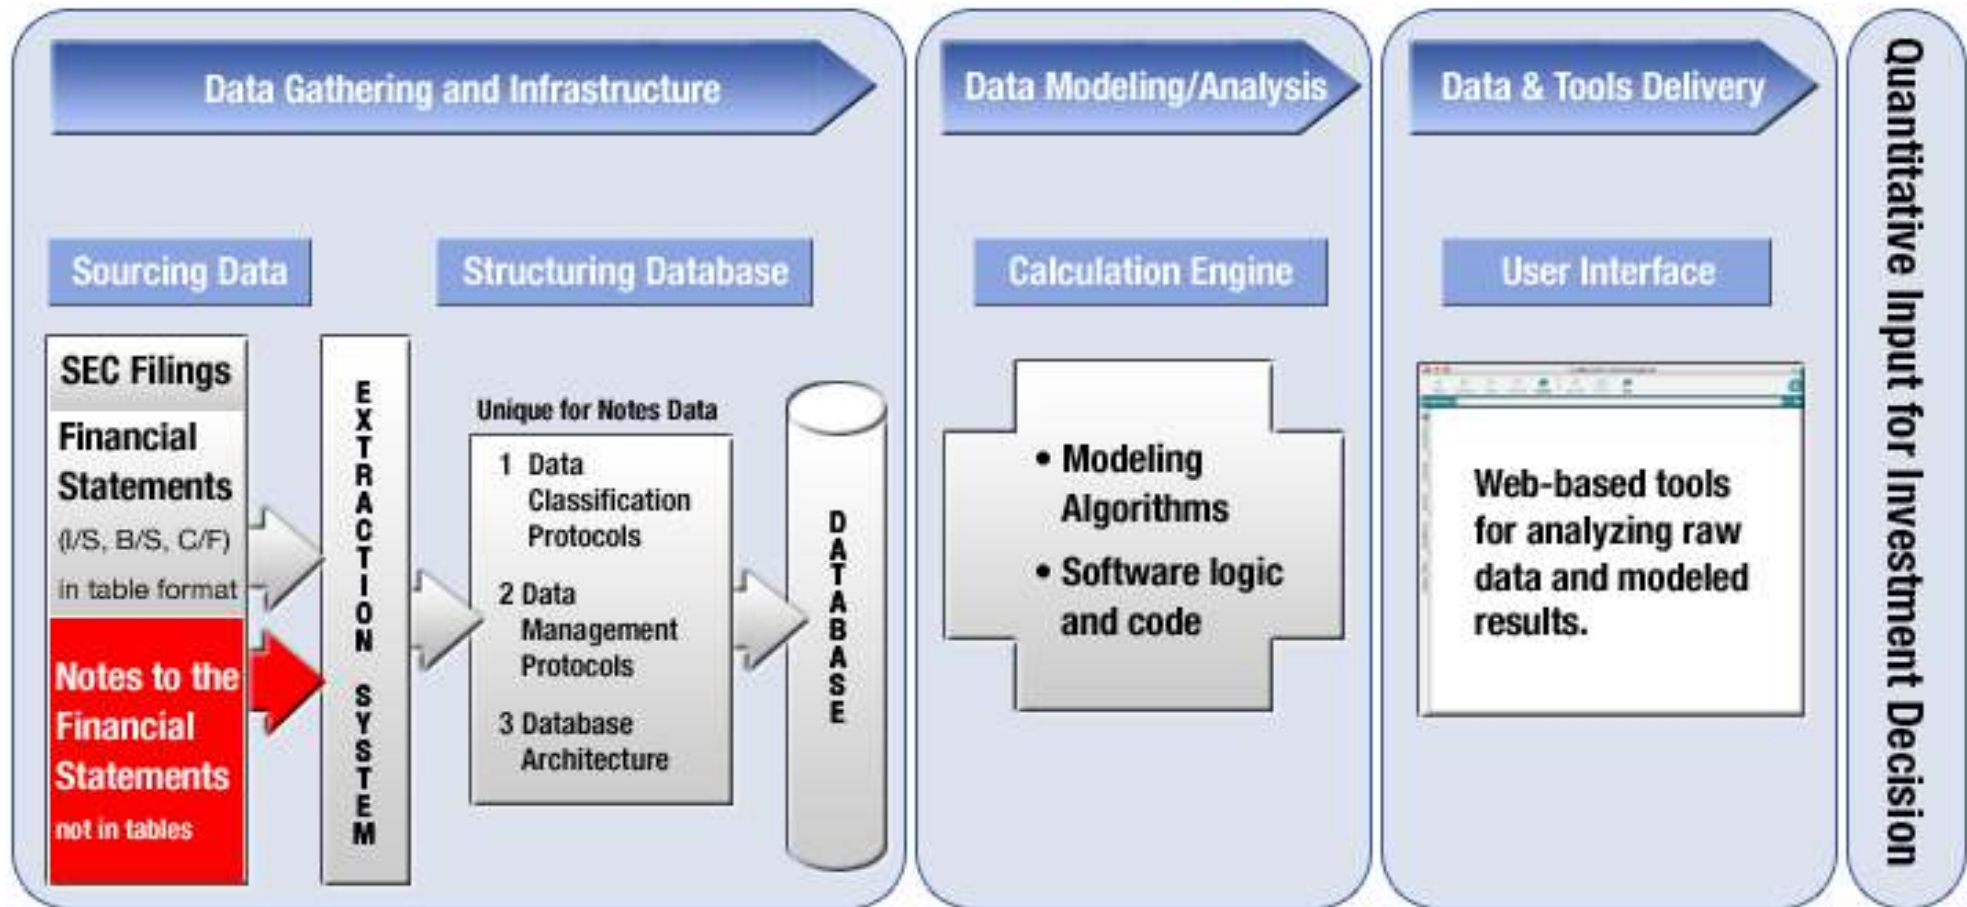 Data Gathering and Infrastructure
Sourcing Data
SEC Filings
Financial
Statements
(I/S, B/S, C/F)
in table format
Notes to the
Financial
Statements
not in tables
EXTRACTION SYSTEM
Structuring Database
Unique for Notes Data
1 Data
Classification
Protocols
2 Data
Management
Protocols
3 Database
Architecture
DATABASE
Data Modeling/Analysis
Calculation Engine
• Modeling
Algorithms
• Software logic
and code
Data & Tools Delivery
User Interface
Web-based tools
for analyzing raw
data and modeled
results.
Quantitative Input for Investment Decision